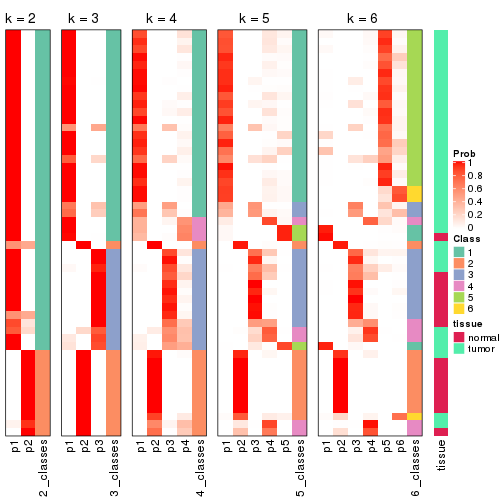 k = 2
k = 3
k = 4
k = 5
k = 6
Prob
1
0.8
0.6
0.4
0.2
0
Class
1
2
3
4
5
6
tissue
normal
tumor
p1
p2
2_classes
p1
p2
p3
3_classes
p1
p2
p3
p4
4_classes
p1
p2
p3
p4
p5
5_classes
p1
p2
p3
p4
p5
p6
6_classes
tissue